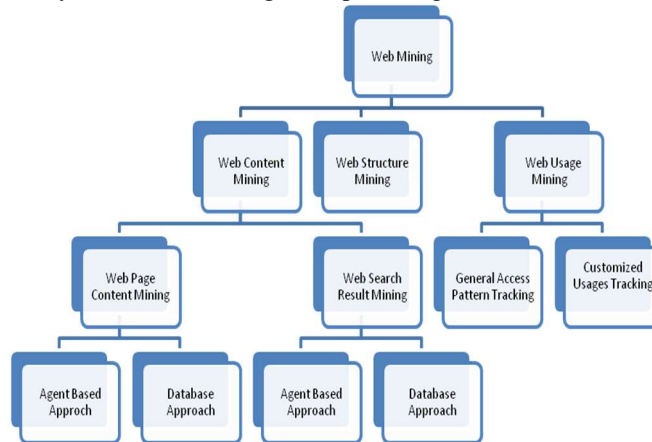 Web Mining
Web Content
Mining
Web Structure
Mining
Web Usage
Mining
Web Page
Content Mining
Web Search
Result Mining
General Access
Pattern Tracking
Customized
Usages Tracking
Agent Based
Approch
Database
Approach
Agent Based
Approach
Database
Approach